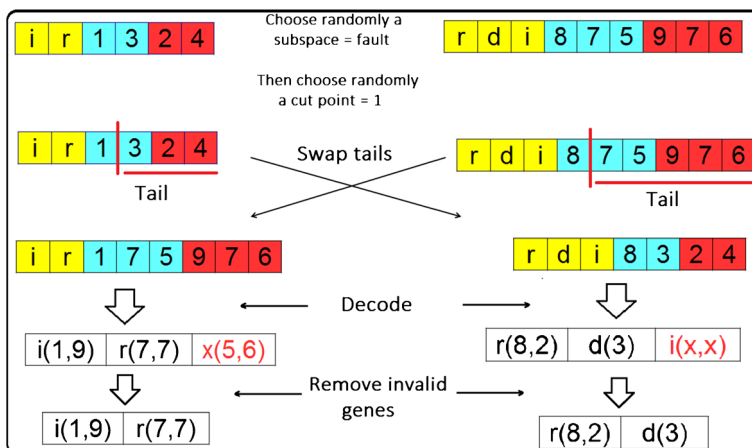 i r 1 3 2 4
Choose randomly a
subspace = fault
r d i 8 7 5 9 7 6
Then choose randomly
a cut point = 1
i r 1 3 2 4
Swap tails
r d i 8 7 5 9 7 6
Tail
Tail
i r 1 7 5 9 7 6
r d i 8 3 2 4
Decode
i(1,9) r(7,7) x(5,6)
r(8,2) d(3) i(x,x)
Remove invalid
genes
i(1,9) r(7,7)
r(8,2) d(3)